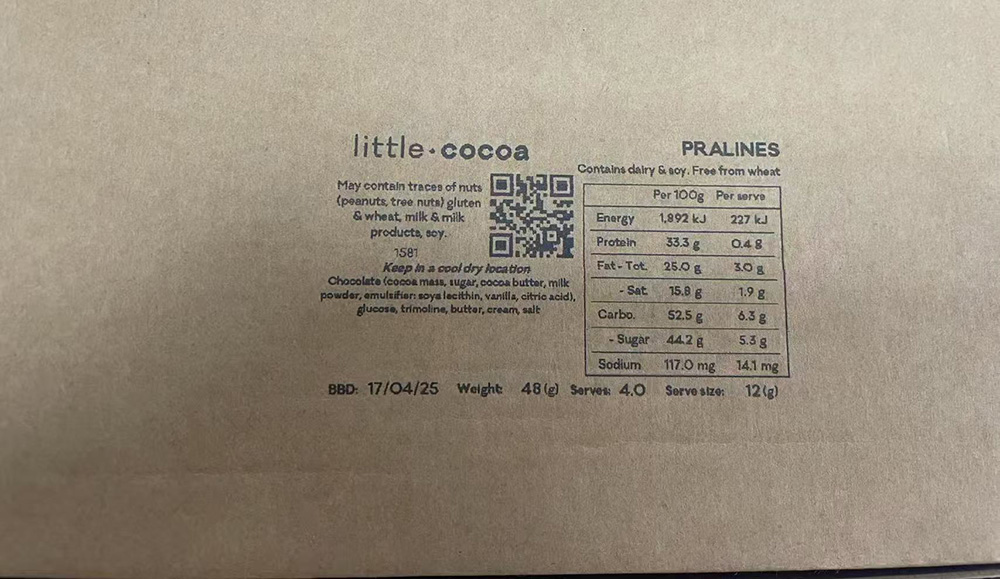 little • cocoa
May contain traces of nuts
(peanuts, tree nuts) gluten
& wheat, milk & milk
products, soy.
1581
Keep in a cool dry location
Chocolate (cocoa mass, sugar, cocoa butter, milk
powder, emulsifier: soya lecithin, vanilla, citric acid),
glucose, trimoline, butter, cream, salt
PRALINES
Contains dairy & soy. Free from wheat
Per 100g Per serve
Energy 1,892 kJ 227 kJ
Protein 33.3 g 0.4 g
Fat - Tot. 25.0 g 3.0 g
- Sat. 15.8 g 1.9 g
Carbo. 52.5 g 6.3 g
- Sugar 44.2 g 5.3 g
Sodium 117.0 mg 14.1 mg
BBD: 17/04/25 Weight: 48 (g) Serves: 4.0 Serve size: 12 (g)